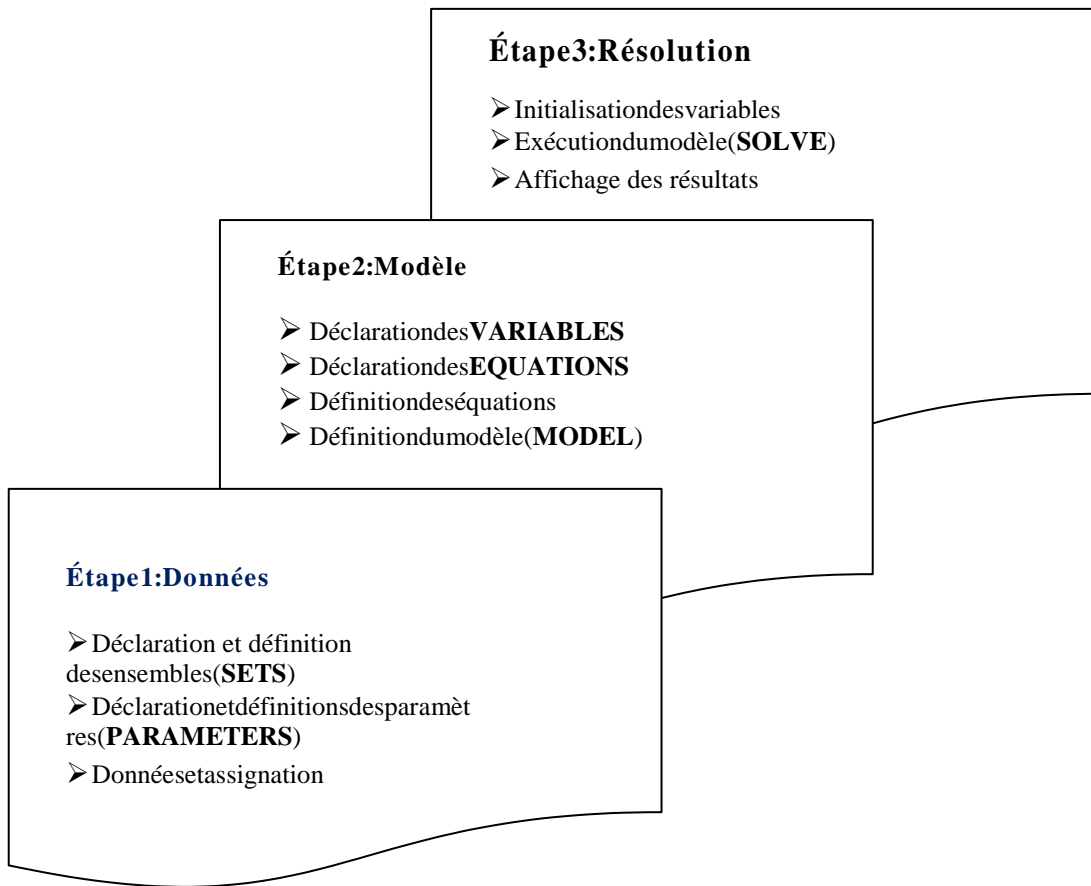 Étape3:Résolution
➢Initialisationdesvariables
➢Exécutiondumodèle(SOLVE)
➢Affichage des résultats
Étape2:Modèle
➢ DéclarationdesVARIABLES
➢ DéclarationdesEQUATIONS
➢ Définitiondeséquations
➢ Définitiondumodèle(MODEL)
Étape1:Données
➢Déclaration et définition
desensembles(SETS)
➢Déclarationetdéfinitionsdesparamèt
res(PARAMETERS)
➢Donnéesetassignation